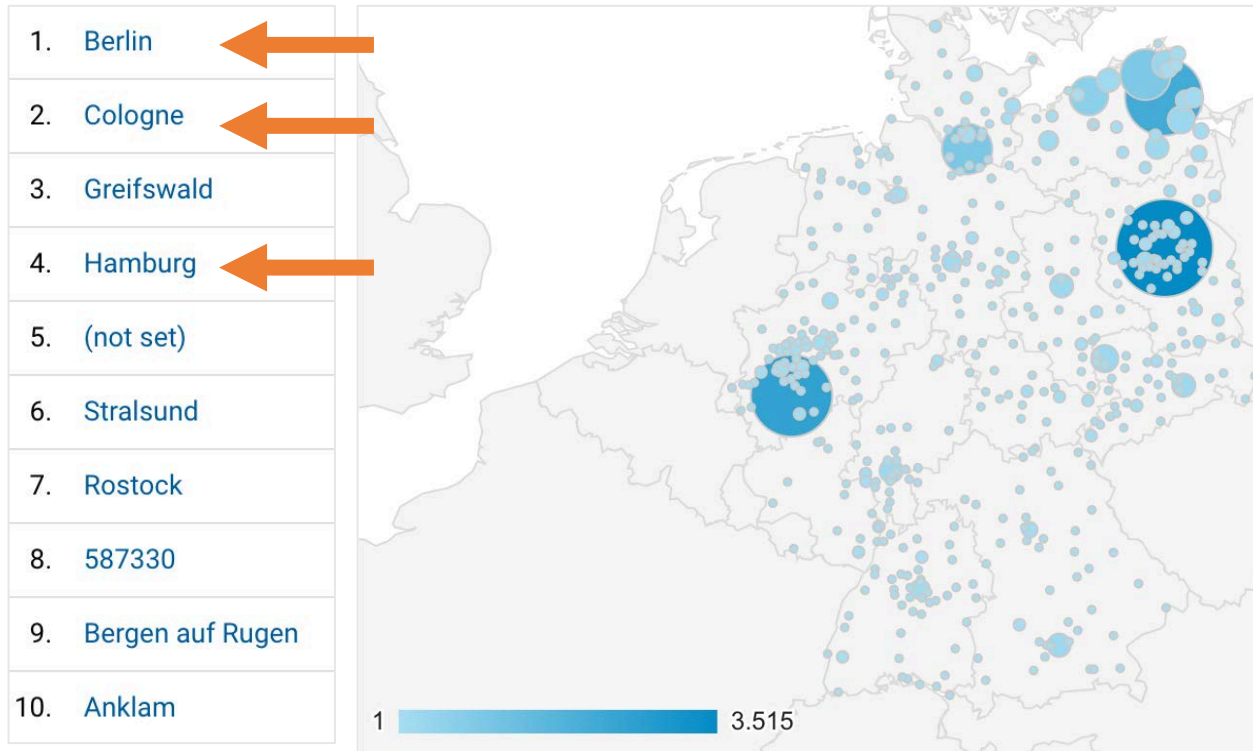 1. Berlin
2. Cologne
3. Greifswald
4. Hamburg
5. (not set)
6. Stralsund
7. Rostock
8. 587330
9. Bergen auf Rugen
10. Anklam
1 3.515